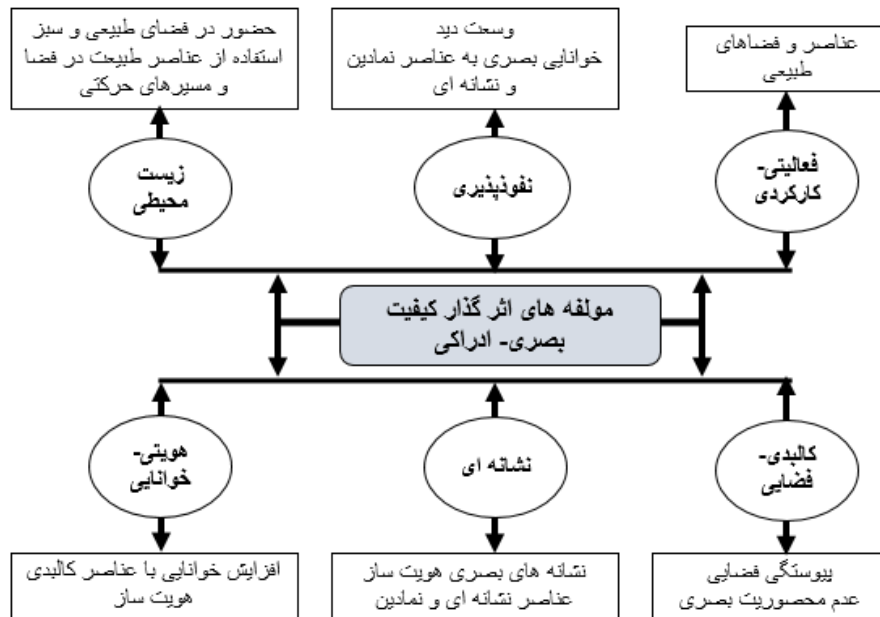 عناصر و فضاهای
طبیعی
وسعت دید
خوانایی بصری به عناصر نمادین
و نشانه ای
حضور در فضای طبیعی و سبز
استفاده از عناصر طبیعت در فضا
و مسیرهای حرکتی
فعالیتی-
کارکردی
نفوذپذیری
زیست
محیطی
مولفه های اثر گذار کیفیت
بصری- ادراکی
کالبدی-
فضایی
نشانه ای
هویتی-
خوانایی
پیوستگی فضایی
عدم محصوریت بصری
نشانه های بصری هویت ساز
عناصر نشانه ای و نمادین
افزایش خوانایی با عناصر کالبدی
هویت ساز